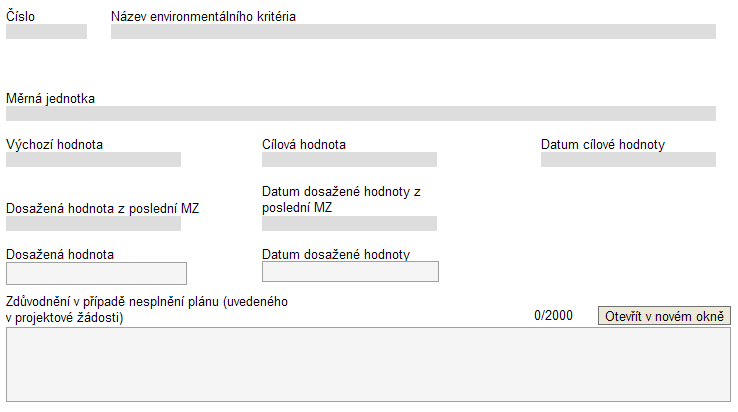 Číslo
Název environmentálního kritéria
Měrná jednotka
Výchozí hodnota
Cílová hodnota
Datum cílové hodnoty
Dosažená hodnota z poslední MZ
Datum dosažené hodnoty z
poslední MZ
Dosažená hodnota
Datum dosažené hodnoty
Zdůvodnění v případě nesplnění plánu (uvedeného
v projektové žádosti)
0/2000
Otevřít v novém okně